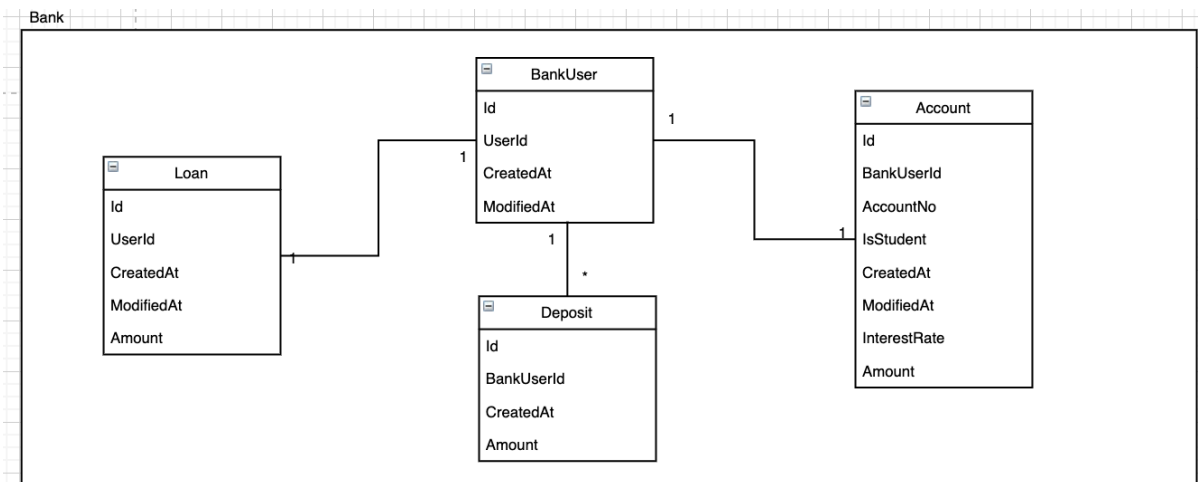 Bank
BankUser
Id
UserId
CreatedAt
ModifiedAt
1
1
1
*
Loan
Id
UserId
CreatedAt
ModifiedAt
Amount
1
Deposit
Id
BankUserId
CreatedAt
Amount
Account
Id
BankUserId
AccountNo
IsStudent
CreatedAt
ModifiedAt
InterestRate
Amount
1